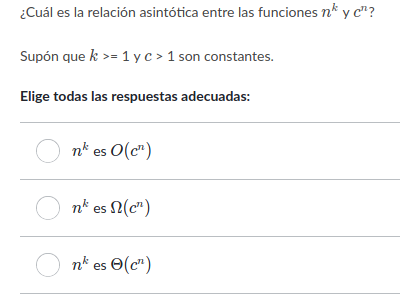 ¿Cuál es la relación asintótica entre las funciones $n^k$ y $c^n$?
Supón que $k$ >= 1 y $c$ > 1 son constantes.
Elige todas las respuestas adecuadas:
$n^k$ es $O(c^n)$
$n^k$ es $\Omega(c^n)$
$n^k$ es $\Theta(c^n)$